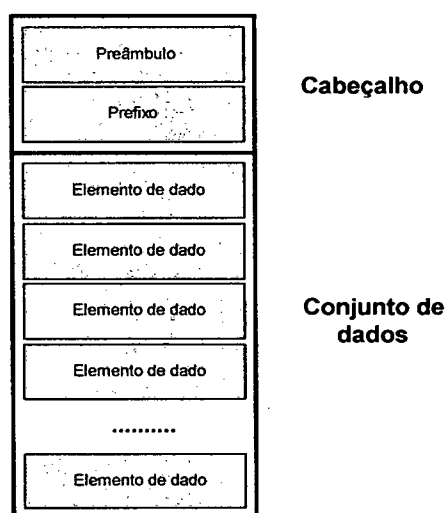 Preâmbulo
Cabeçalho
Prefixo
Elemento de dado
Elemento de dado
Elemento de dado
Conjunto de
dados
Elemento de dado
..........
Elemento de dado